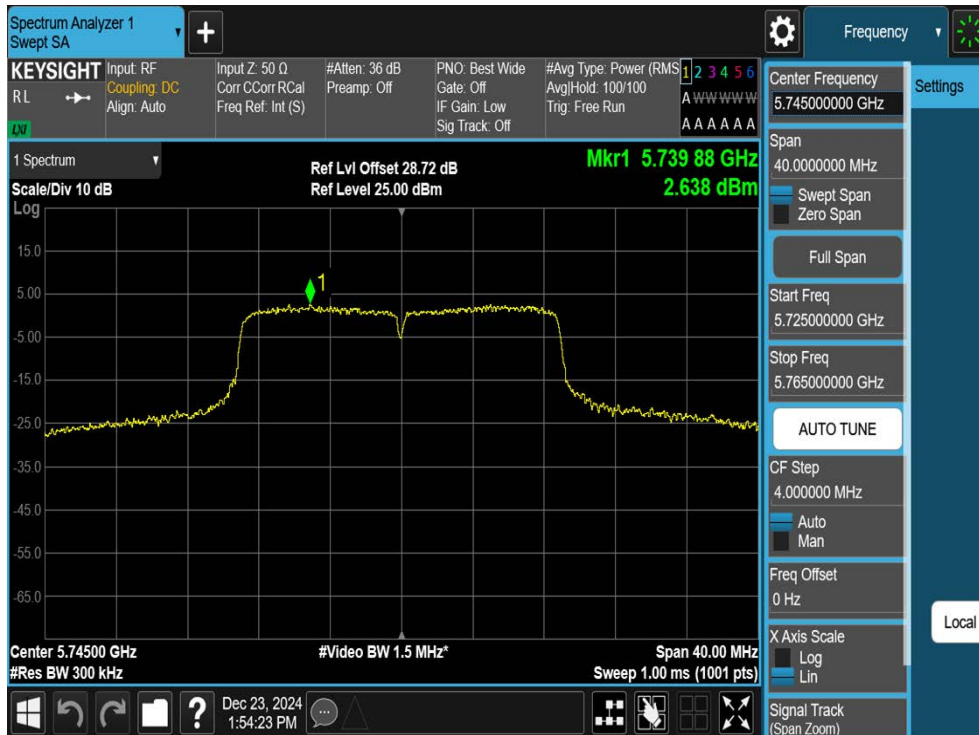 Spectrum Analyzer 1
Swept SA
+
Frequency
KEYSIGHT
R L
LXI
Input: RF
Coupling: DC
Align: Auto
Input Z: 50 Ω
Corr CCorr RCal
Freq Ref: Int (S)
#Atten: 36 dB
Preamp: Off
PNO: Best Wide
Gate: Off
IF Gain: Low
Sig Track: Off
#Avg Type: Power (RMS
Avg|Hold: 100/100
Trig: Free Run
1 2 3 4 5 6
A W W W W W
A A A A A A
1 Spectrum
Scale/Div 10 dB
Log
Ref Lvl Offset 28.72 dB
Ref Level 25.00 dBm
Mkr1 5.739 88 GHz
2.638 dBm
1
15.0
5.00
-5.00
-15.0
-25.0
-35.0
-45.0
-55.0
-65.0
Center 5.74500 GHz
#Video BW 1.5 MHz*
Span 40.00 MHz
#Res BW 300 kHz
Sweep 1.00 ms (1001 pts)
?
Dec 23, 2024
1:54:23 PM
Center Frequency
5.745000000 GHz
Settings
Span
40.0000000 MHz
Swept Span
Zero Span
Full Span
Start Freq
5.725000000 GHz
Stop Freq
5.765000000 GHz
AUTO TUNE
CF Step
4.000000 MHz
Auto
Man
Freq Offset
0 Hz
X Axis Scale
Log
Lin
Local
Signal Track
(Span Zoom)